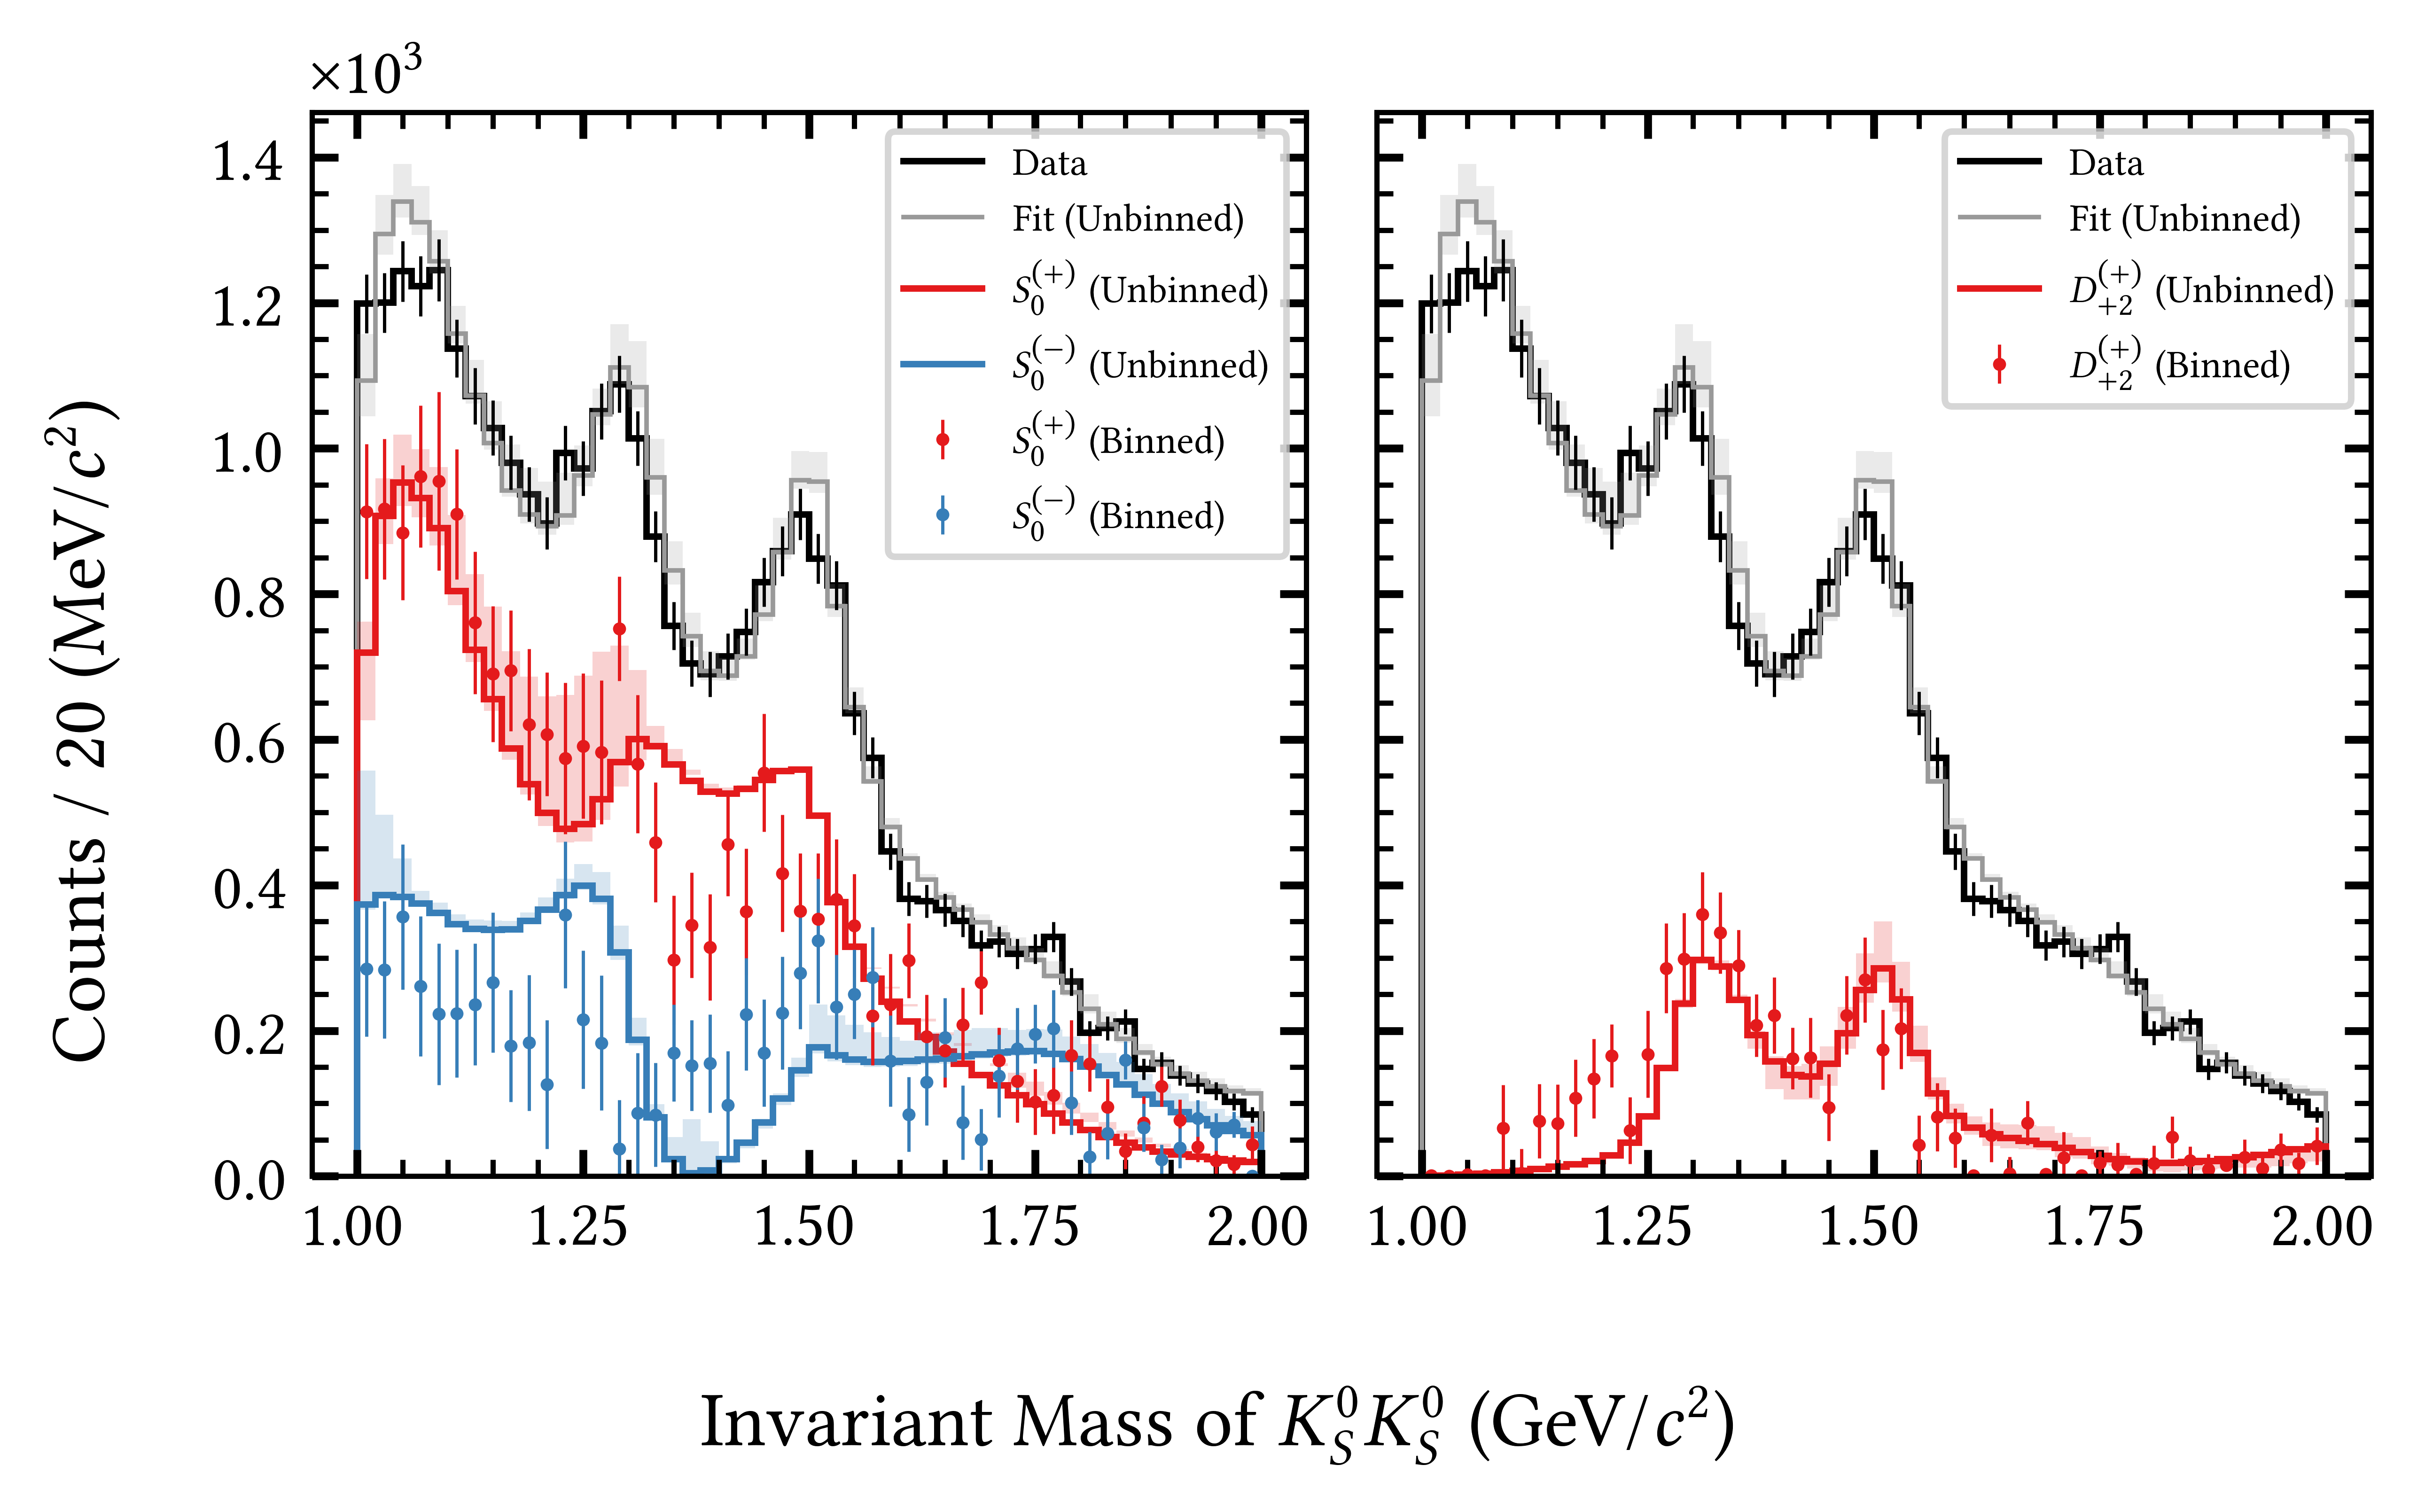 ×10³
Counts / 20 (MeV/c²)
1.4
1.2
1.0
0.8
0.6
0.4
0.2
0.0
Data
Fit (Unbinned)
S₀⁽⁺⁾ (Unbinned)
S₀⁽⁻⁾ (Unbinned)
S₀⁽⁺⁾ (Binned)
S₀⁽⁻⁾ (Binned)
1.00 1.25 1.50 1.75 2.00
Data
Fit (Unbinned)
D₊₂⁽⁺⁾ (Unbinned)
D₊₂⁽⁺⁾ (Binned)
1.00 1.25 1.50 1.75 2.00
Invariant Mass of K_S⁰K_S⁰ (GeV/c²)